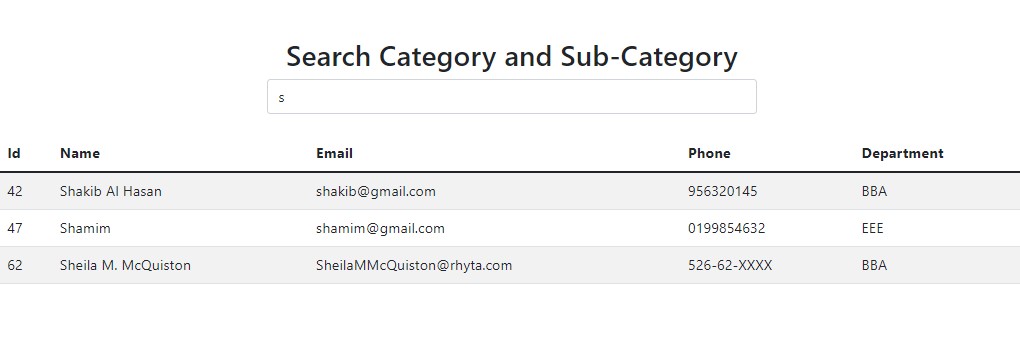 Search Category and Sub-Category
s
Id Name Email Phone Department
42 Shakib Al Hasan shakib@gmail.com 956320145 BBA
47 Shamim shamim@gmail.com 0199854632 EEE
62 Sheila M. McQuiston SheilaMMcQuiston@rhyta.com 526-62-XXXX BBA